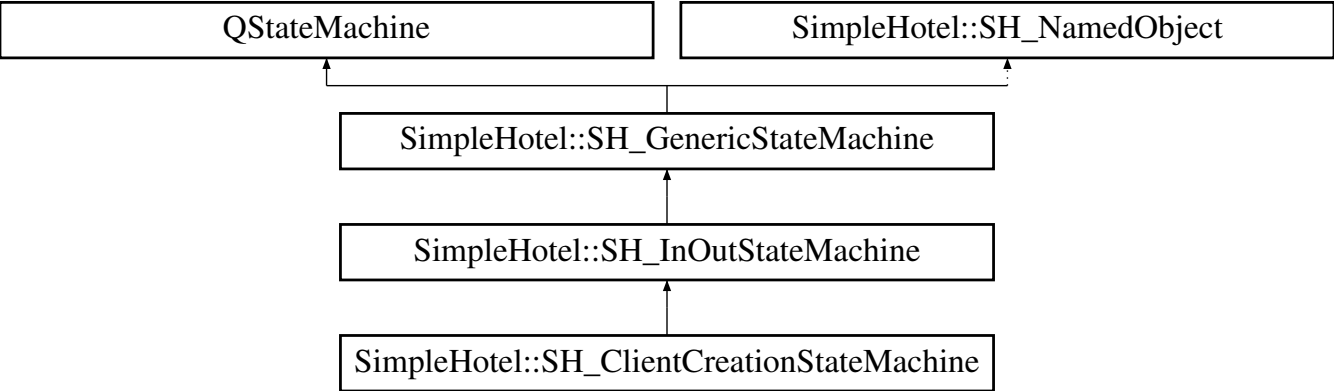 QStateMachine
SimpleHotel::SH_NamedObject
SimpleHotel::SH_GenericStateMachine
SimpleHotel::SH_InOutStateMachine
SimpleHotel::SH_ClientCreationStateMachine